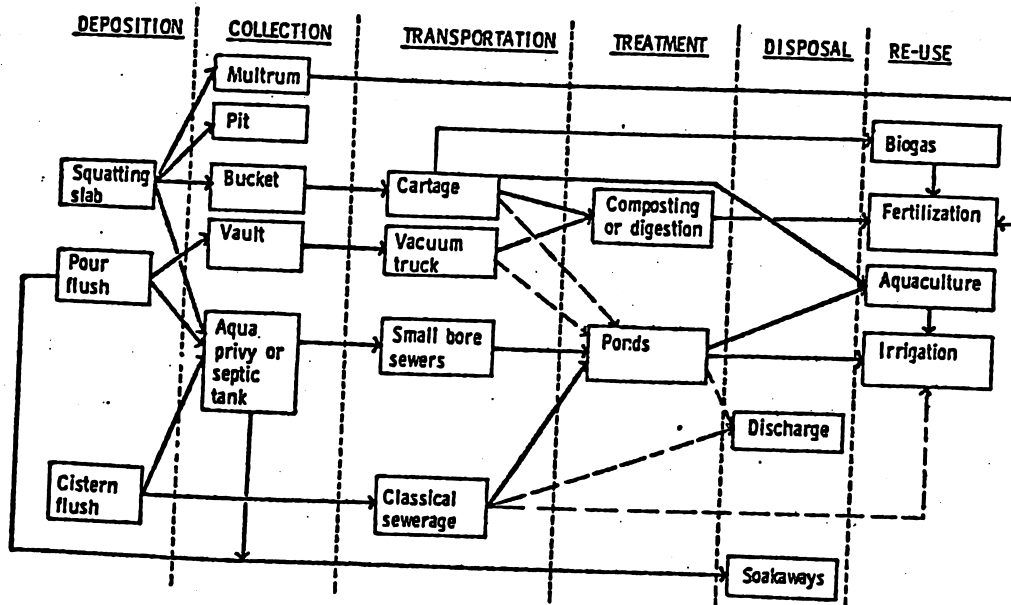 DEPOSITION
COLLECTION
TRANSPORTATION
TREATMENT
DISPOSAL
RE-USE
Multrum
Pit
Squatting
slab
Bucket
Cartage
Composting
or digestion
Biogas
Fertilization
Pour
flush
Vault
Vacuum
truck
Aquaculture
Aqua
privy or
septic
tank
Small bore
sewers
Ponds
Irrigation
Discharge
Cistern
flush
Classical
sewerage
Soakaways